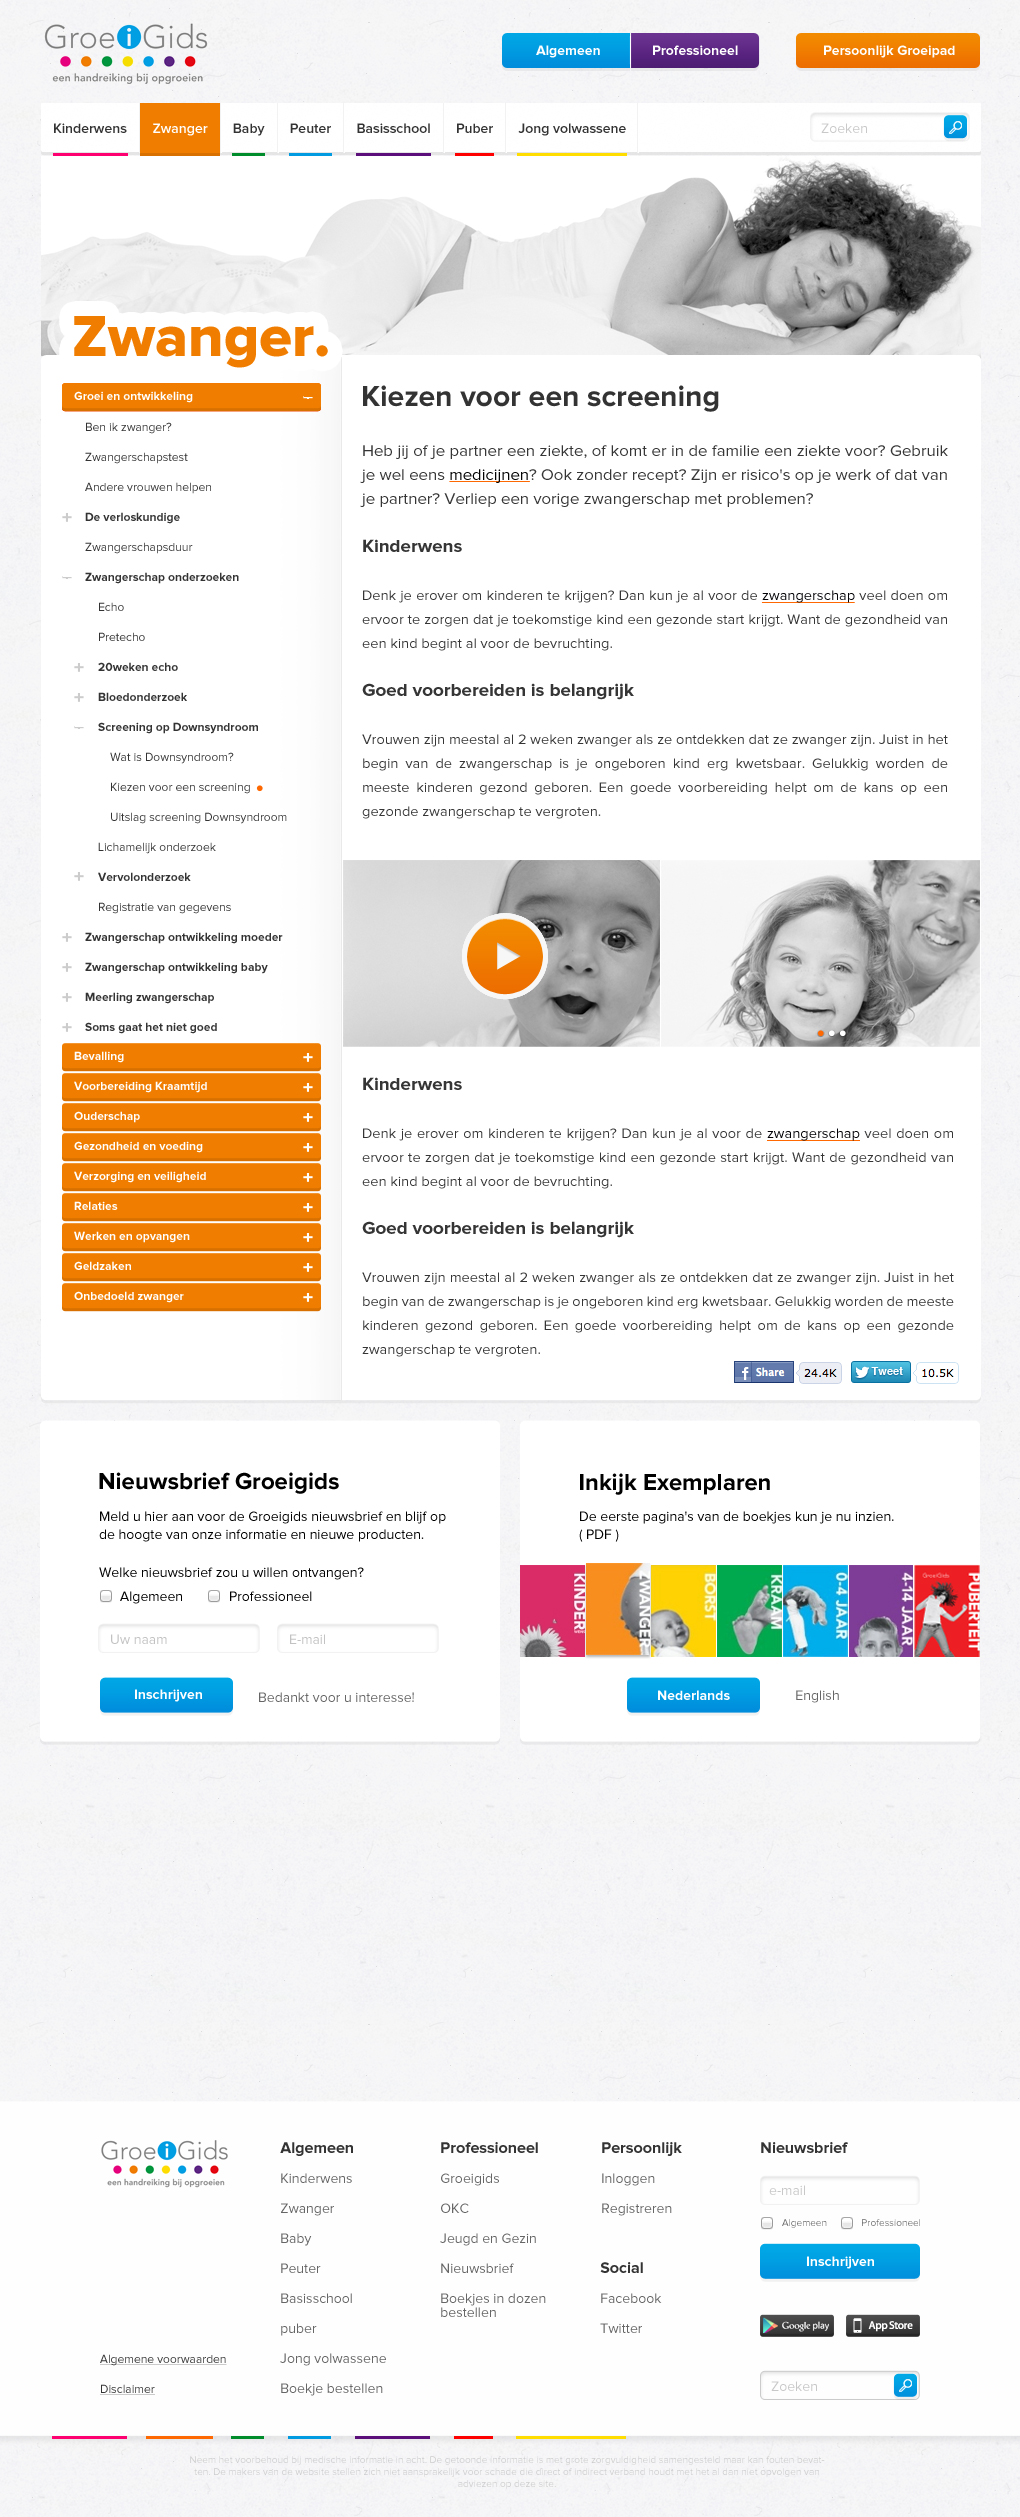 GroeiGids
een handreiking bij opgroeien
Algemeen
Professioneel
Persoonlijk Groeipad
Kinderwens
Zwanger
Baby
Peuter
Basisschool
Puber
Jong volwassene
Zoeken
Zwanger.
Groei en ontwikkeling
Ben ik zwanger?
Zwangerschapstest
Andere vrouwen helpen
De verloskundige
Zwangerschapsduur
Zwangerschap onderzoeken
Echo
Pretecho
20weken echo
Bloedonderzoek
Screening op Downsyndroom
Wat is Downsyndroom?
Kiezen voor een screening
Uitslag screening Downsyndroom
Lichamelijk onderzoek
Vervolonderzoek
Registratie van gegevens
Zwangerschap ontwikkeling moeder
Zwangerschap ontwikkeling baby
Meerling zwangerschap
Soms gaat het niet goed
Bevalling
Voorbereiding Kraamtijd
Ouderschap
Gezondheid en voeding
Verzorging en veiligheid
Relaties
Werken en opvangen
Geldzaken
Onbedoeld zwanger
Kiezen voor een screening
Heb jij of je partner een ziekte, of komt er in de familie een ziekte voor? Gebruik
je wel eens medicijnen? Ook zonder recept? Zijn er risico's op je werk of dat van
je partner? Verliep een vorige zwangerschap met problemen?
Kinderwens
Denk je erover om kinderen te krijgen? Dan kun je al voor de zwangerschap veel doen om
ervoor te zorgen dat je toekomstige kind een gezonde start krijgt. Want de gezondheid van
een kind begint al voor de bevruchting.
Goed voorbereiden is belangrijk
Vrouwen zijn meestal al 2 weken zwanger als ze ontdekken dat ze zwanger zijn. Juist in het
begin van de zwangerschap is je ongeboren kind erg kwetsbaar. Gelukkig worden de
meeste kinderen gezond geboren. Een goede voorbereiding helpt om de kans op een
gezonde zwangerschap te vergroten.
Kinderwens
Denk je erover om kinderen te krijgen? Dan kun je al voor de zwangerschap veel doen om
ervoor te zorgen dat je toekomstige kind een gezonde start krijgt. Want de gezondheid van
een kind begint al voor de bevruchting.
Goed voorbereiden is belangrijk
Vrouwen zijn meestal al 2 weken zwanger als ze ontdekken dat ze zwanger zijn. Juist in het
begin van de zwangerschap is je ongeboren kind erg kwetsbaar. Gelukkig worden de meeste
kinderen gezond geboren. Een goede voorbereiding helpt om de kans op een gezonde
zwangerschap te vergroten.
Share
24.4K
Tweet
10.5K
Nieuwsbrief Groeigids
Meld u hier aan voor de Groeigids nieuwsbrief en blijf op
de hoogte van onze informatie en nieuwe producten.
Welke nieuwsbrief zou u willen ontvangen?
Algemeen
Professioneel
Uw naam
E-mail
Inschrijven
Bedankt voor u interesse!
Inkijk Exemplaren
De eerste pagina's van de boekjes kun je nu inzien.
( PDF )
KINDER
ZWANGER
BORST
KRAAM
0-4 JAAR
4-14 JAAR
GroeiGids
PUBERTEIT
Nederlands
English
GroeiGids
een handreiking bij opgroeien
Algemene voorwaarden
Disclaimer
Algemeen
Kinderwens
Zwanger
Baby
Peuter
Basisschool
puber
Jong volwassene
Boekje bestellen
Professioneel
Groeigids
OKC
Jeugd en Gezin
Nieuwsbrief
Boekjes in dozen
bestellen
Persoonlijk
Inloggen
Registreren
Social
Facebook
Twitter
Nieuwsbrief
e-mail
Algemeen
Professioneel
Inschrijven
Google play
App Store
Zoeken
Neem het voorbehoud bij medische informatie in acht. De getoonde informatie is met grote zorgvuldigheid samengesteld maar kan fouten bevat-
ten. De makers van de website stellen zich niet aansprakelijk voor schade die direct of indirect verband houdt met het al dan niet opvolgen van
adviezen op deze site.